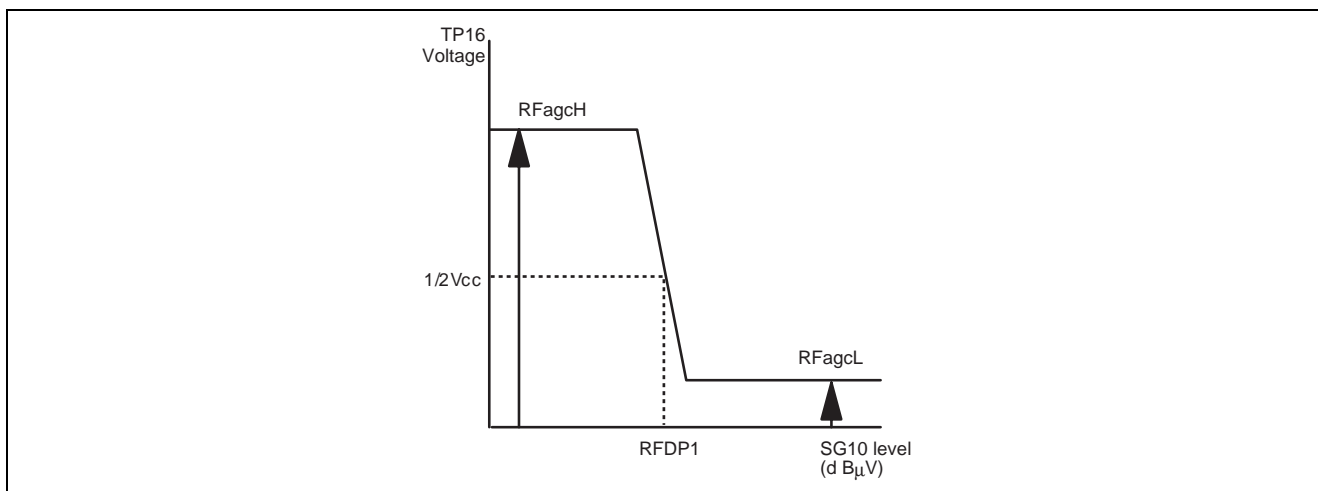 TP16
Voltage
RFagcH
1/2Vcc
RFagcL
RFDP1
SG10 level
(d BμV)